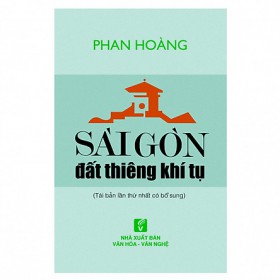 PHAN HOÀNG
SÀI GÒN
đất thiêng khí tụ
(Tái bản lần thứ nhất có bổ sung)
NHÀ XUẤT BẢN
VĂN HÓA - VĂN NGHỆ